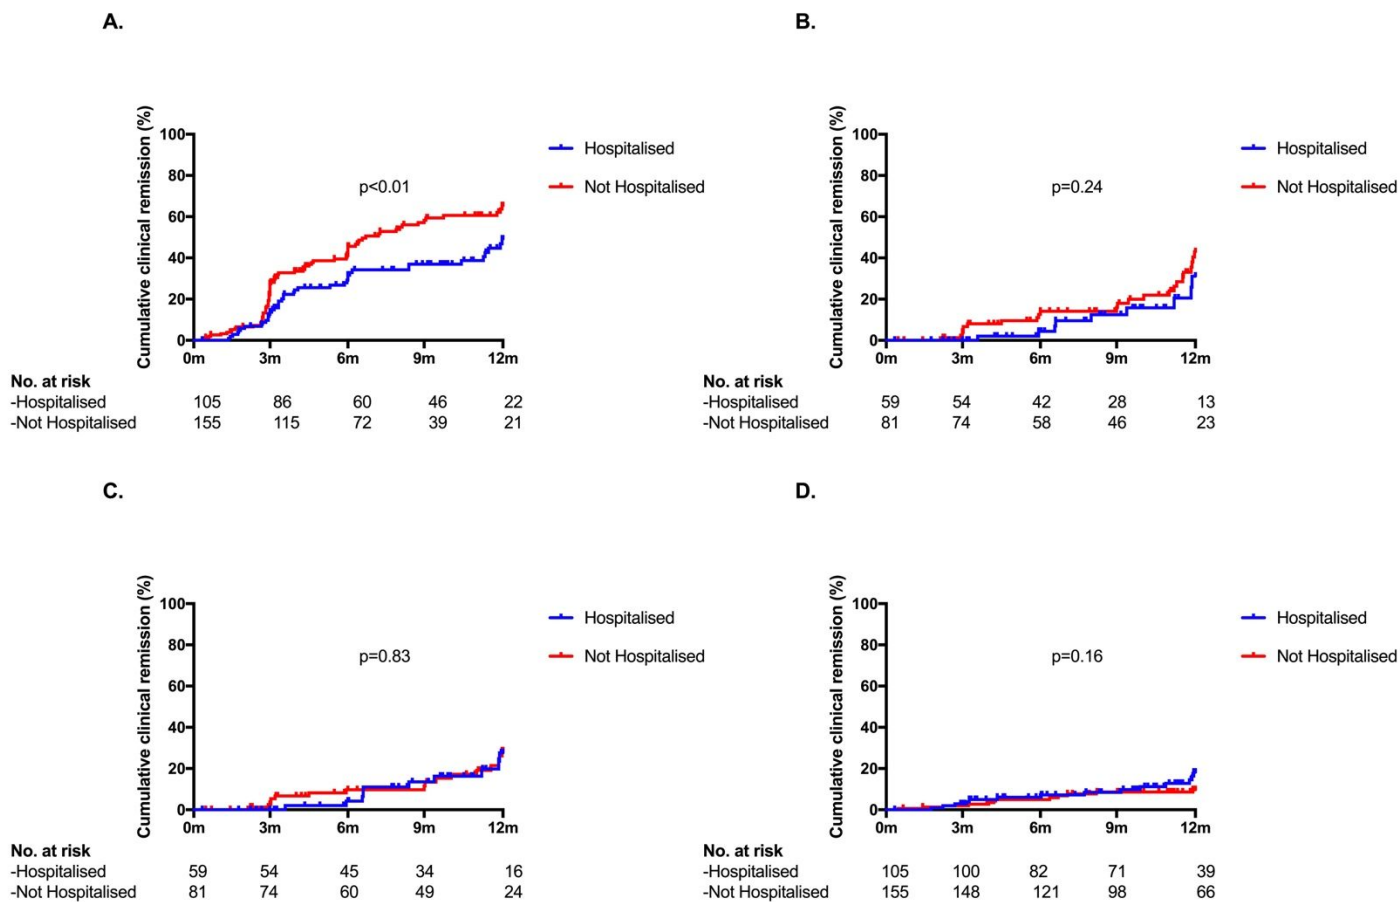 A.
Cumulative clinical remission (%)
100
80
60
40
20
0
0m 3m 6m 9m 12m
p<0.01
Hospitalised
Not Hospitalised
No. at risk
-Hospitalised 105 86 60 46 22
-Not Hospitalised 155 115 72 39 21
B.
Cumulative clinical remission (%)
100
80
60
40
20
0
0m 3m 6m 9m 12m
p=0.24
Hospitalised
Not Hospitalised
No. at risk
-Hospitalised 59 54 42 28 13
-Not Hospitalised 81 74 58 46 23
C.
Cumulative clinical remission (%)
100
80
60
40
20
0
0m 3m 6m 9m 12m
p=0.83
Hospitalised
Not Hospitalised
No. at risk
-Hospitalised 59 54 45 34 16
-Not Hospitalised 81 74 60 49 24
D.
Cumulative clinical remission (%)
100
80
60
40
20
0
0m 3m 6m 9m 12m
p=0.16
Hospitalised
Not Hospitalised
No. at risk
-Hospitalised 105 100 82 71 39
-Not Hospitalised 155 148 121 98 66